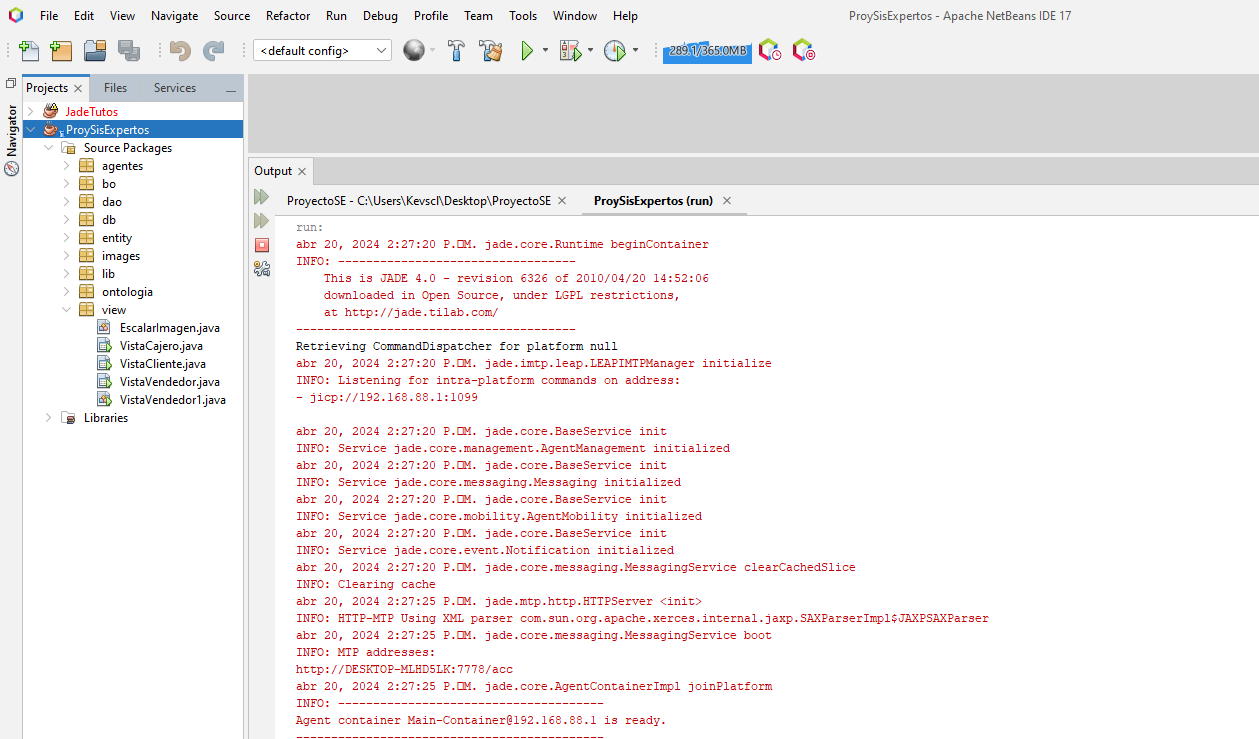 File Edit View Navigate Source Refactor Run Debug Profile Team Tools Window Help
ProySisExpertos - Apache NetBeans IDE 17
<default config>
289.1/365.0MB
Projects Files Services
Navigator
JadeTutos
ProySisExpertos
Source Packages
agentes
bo
dao
db
entity
images
lib
ontologia
view
EscalarImagen.java
VistaCajero.java
VistaCliente.java
VistaVendedor.java
VistaVendedor1.java
Libraries
Output
ProyectoSE - C:\Users\Kevscl\Desktop\ProyectoSE
ProySisExpertos (run)
run:
abr 20, 2024 2:27:20 P.□M. jade.core.Runtime beginContainer
INFO: ----------------------------------
This is JADE 4.0 - revision 6326 of 2010/04/20 14:52:06
downloaded in Open Source, under LGPL restrictions,
at http://jade.tilab.com/
----------------------------------------
Retrieving CommandDispatcher for platform null
abr 20, 2024 2:27:20 P.□M. jade.imtp.leap.LEAPIMTPManager initialize
INFO: Listening for intra-platform commands on address:
- jicp://192.168.88.1:1099
abr 20, 2024 2:27:20 P.□M. jade.core.BaseService init
INFO: Service jade.core.management.AgentManagement initialized
abr 20, 2024 2:27:20 P.□M. jade.core.BaseService init
INFO: Service jade.core.messaging.Messaging initialized
abr 20, 2024 2:27:20 P.□M. jade.core.BaseService init
INFO: Service jade.core.mobility.AgentMobility initialized
abr 20, 2024 2:27:20 P.□M. jade.core.BaseService init
INFO: Service jade.core.event.Notification initialized
abr 20, 2024 2:27:20 P.□M. jade.core.messaging.MessagingService clearCachedSlice
INFO: Clearing cache
abr 20, 2024 2:27:25 P.□M. jade.mtp.http.HTTPServer <init>
INFO: HTTP-MTP Using XML parser com.sun.org.apache.xerces.internal.jaxp.SAXParserImpl$JAXPSAXParser
abr 20, 2024 2:27:25 P.□M. jade.core.messaging.MessagingService boot
INFO: MTP addresses:
http://DESKTOP-MLHD5LK:7778/acc
abr 20, 2024 2:27:25 P.□M. jade.core.AgentContainerImpl joinPlatform
INFO: --------------------------------------
Agent container Main-Container@192.168.88.1 is ready.
--------------------------------------------